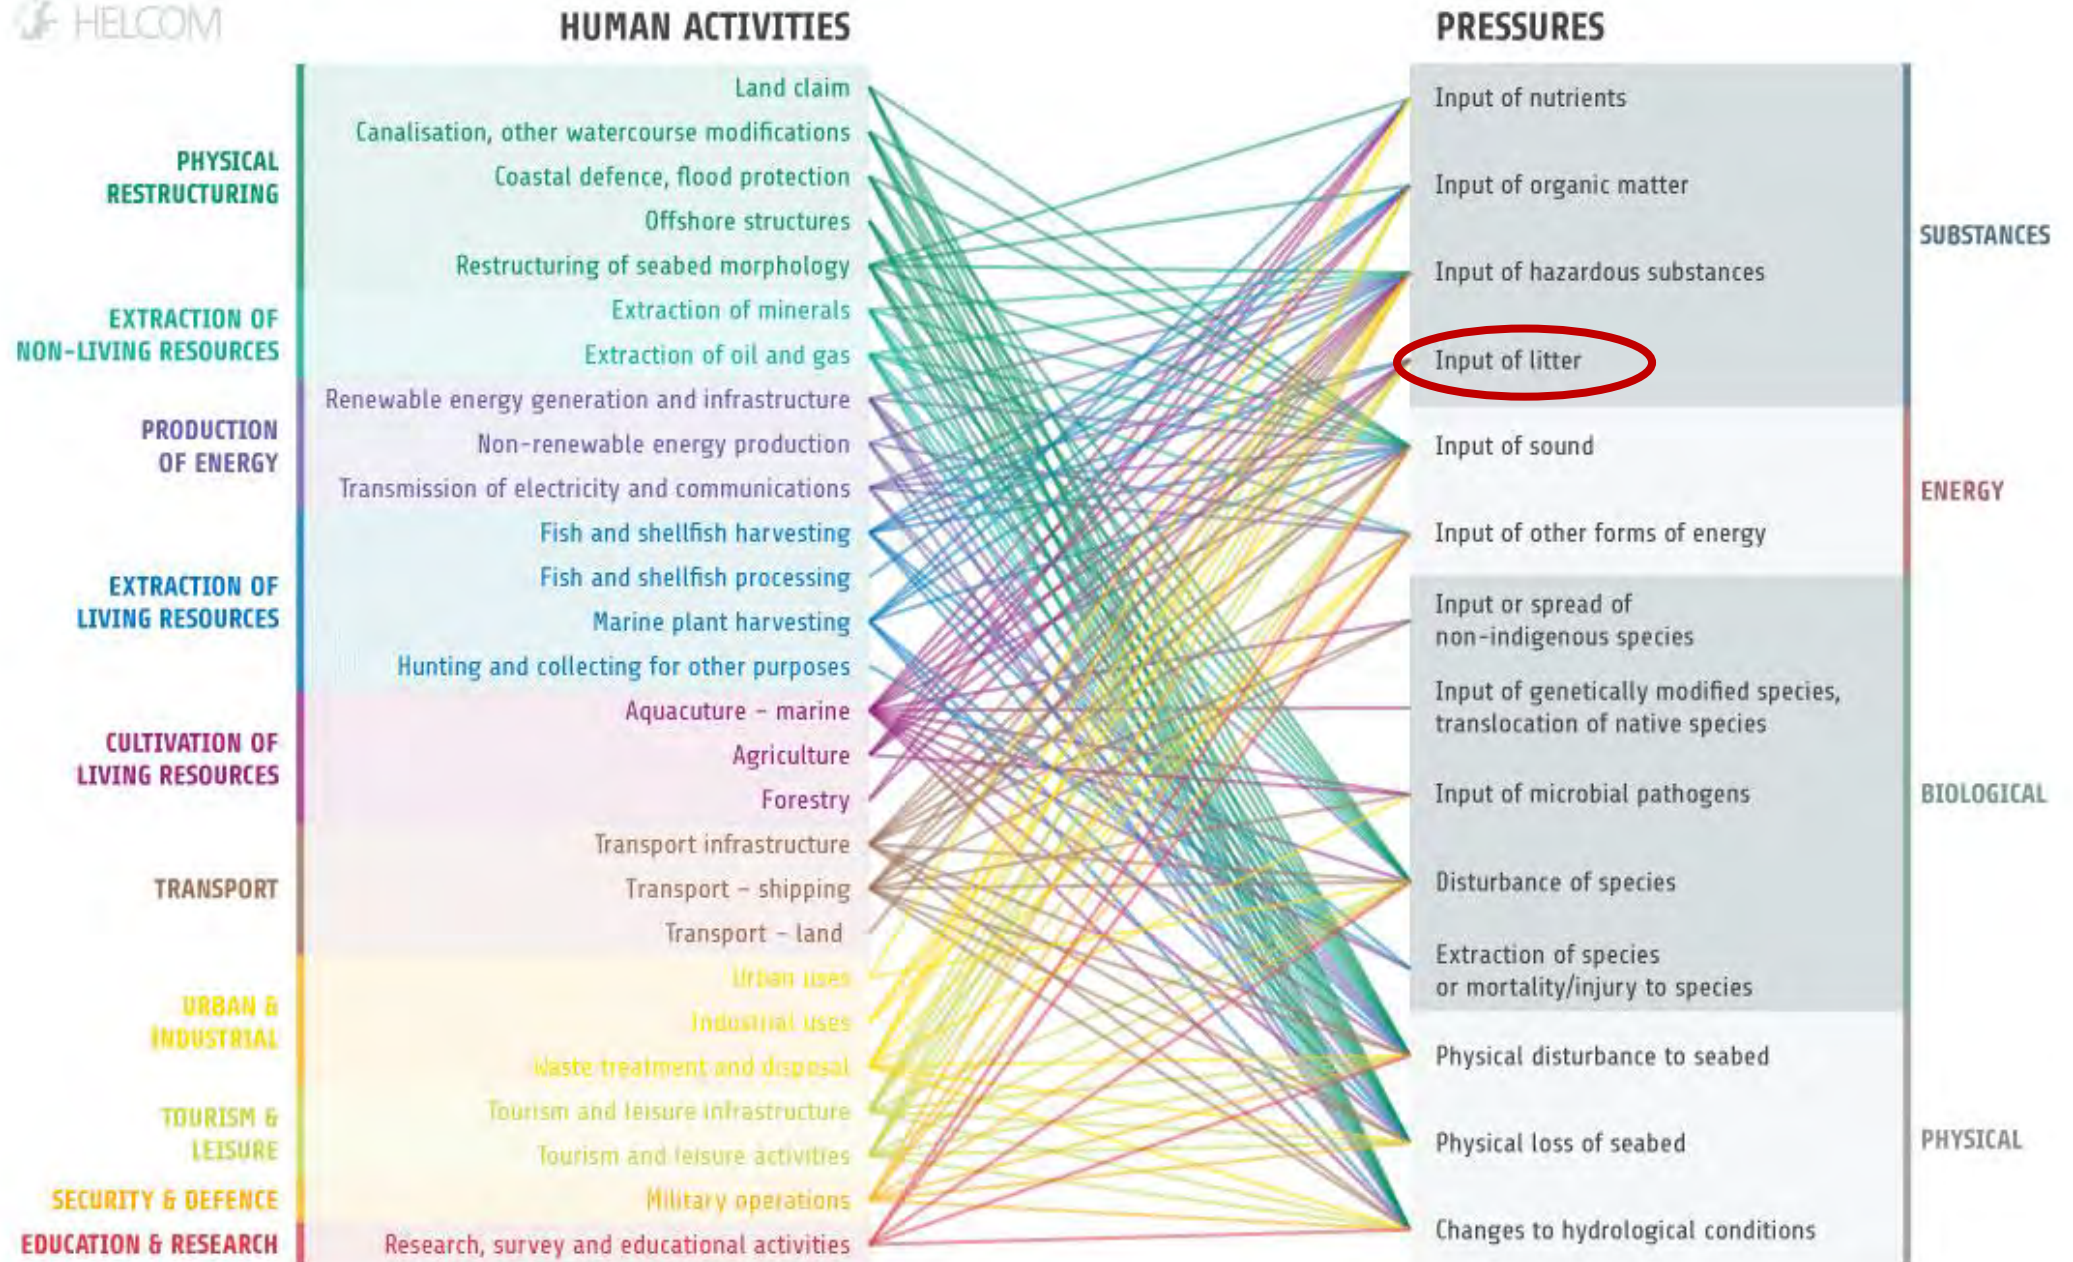 HELCOM
HUMAN ACTIVITIES
PRESSURES
PHYSICAL
RESTRUCTURING
Land claim
Canalisation, other watercourse modifications
Coastal defence, flood protection
Offshore structures
Restructuring of seabed morphology
EXTRACTION OF
NON-LIVING RESOURCES
Extraction of minerals
Extraction of oil and gas
PRODUCTION
OF ENERGY
Renewable energy generation and infrastructure
Non-renewable energy production
Transmission of electricity and communications
EXTRACTION OF
LIVING RESOURCES
Fish and shellfish harvesting
Fish and shellfish processing
Marine plant harvesting
Hunting and collecting for other purposes
CULTIVATION OF
LIVING RESOURCES
Aquacuture – marine
Agriculture
Forestry
TRANSPORT
Transport infrastructure
Transport – shipping
Transport – land
URBAN &
INDUSTRIAL
Urban uses
Industrial uses
Waste treatment and disposal
TOURISM &
LEISURE
Tourism and leisure infrastructure
Tourism and leisure activities
SECURITY & DEFENCE
Military operations
EDUCATION & RESEARCH
Research, survey and educational activities
Input of nutrients
Input of organic matter
Input of hazardous substances
Input of litter
SUBSTANCES
Input of sound
Input of other forms of energy
ENERGY
Input or spread of
non-indigenous species
Input of genetically modified species,
translocation of native species
Input of microbial pathogens
Disturbance of species
Extraction of species
or mortality/injury to species
BIOLOGICAL
Physical disturbance to seabed
Physical loss of seabed
Changes to hydrological conditions
PHYSICAL